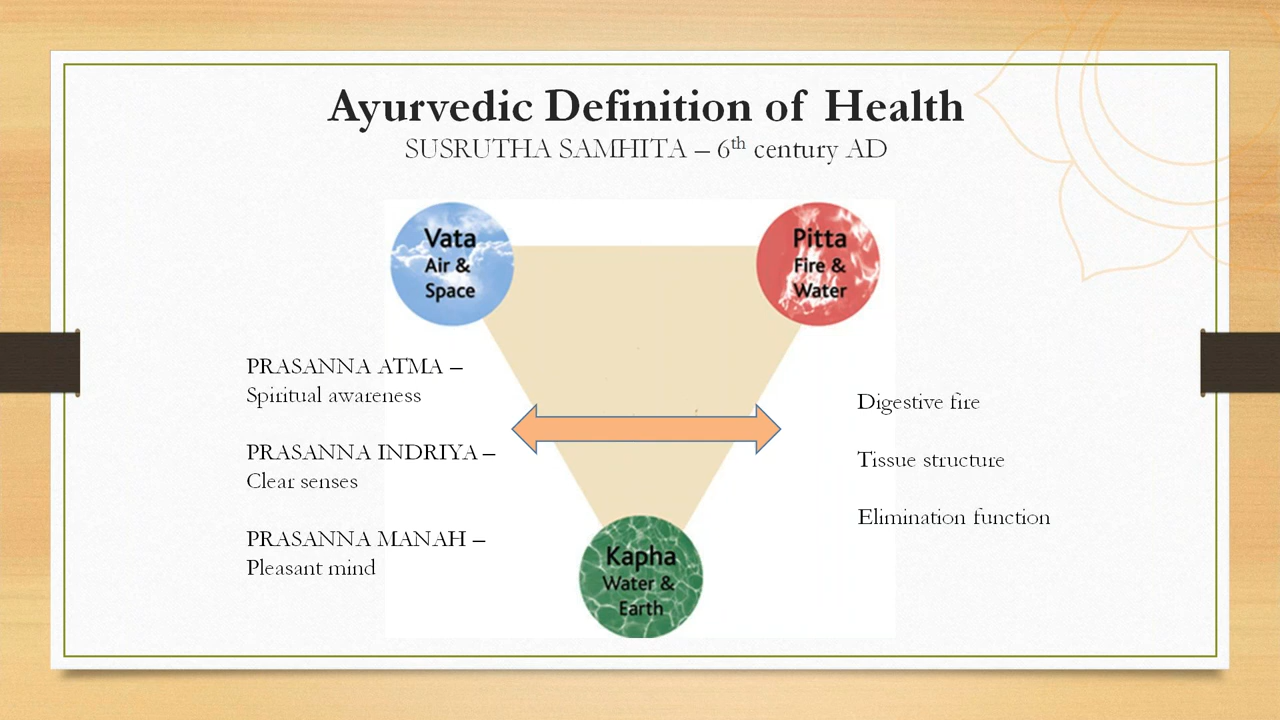 Ayurvedic Definition of Health
SUSRUTHA SAMHITA – 6th century AD
Vata
Air &
Space
Pitta
Fire &
Water
PRASANNA ATMA –
Spiritual awareness
PRASANNA INDRIYA –
Clear senses
PRASANNA MANAH –
Pleasant mind
Digestive fire
Tissue structure
Elimination function
Kapha
Water &
Earth